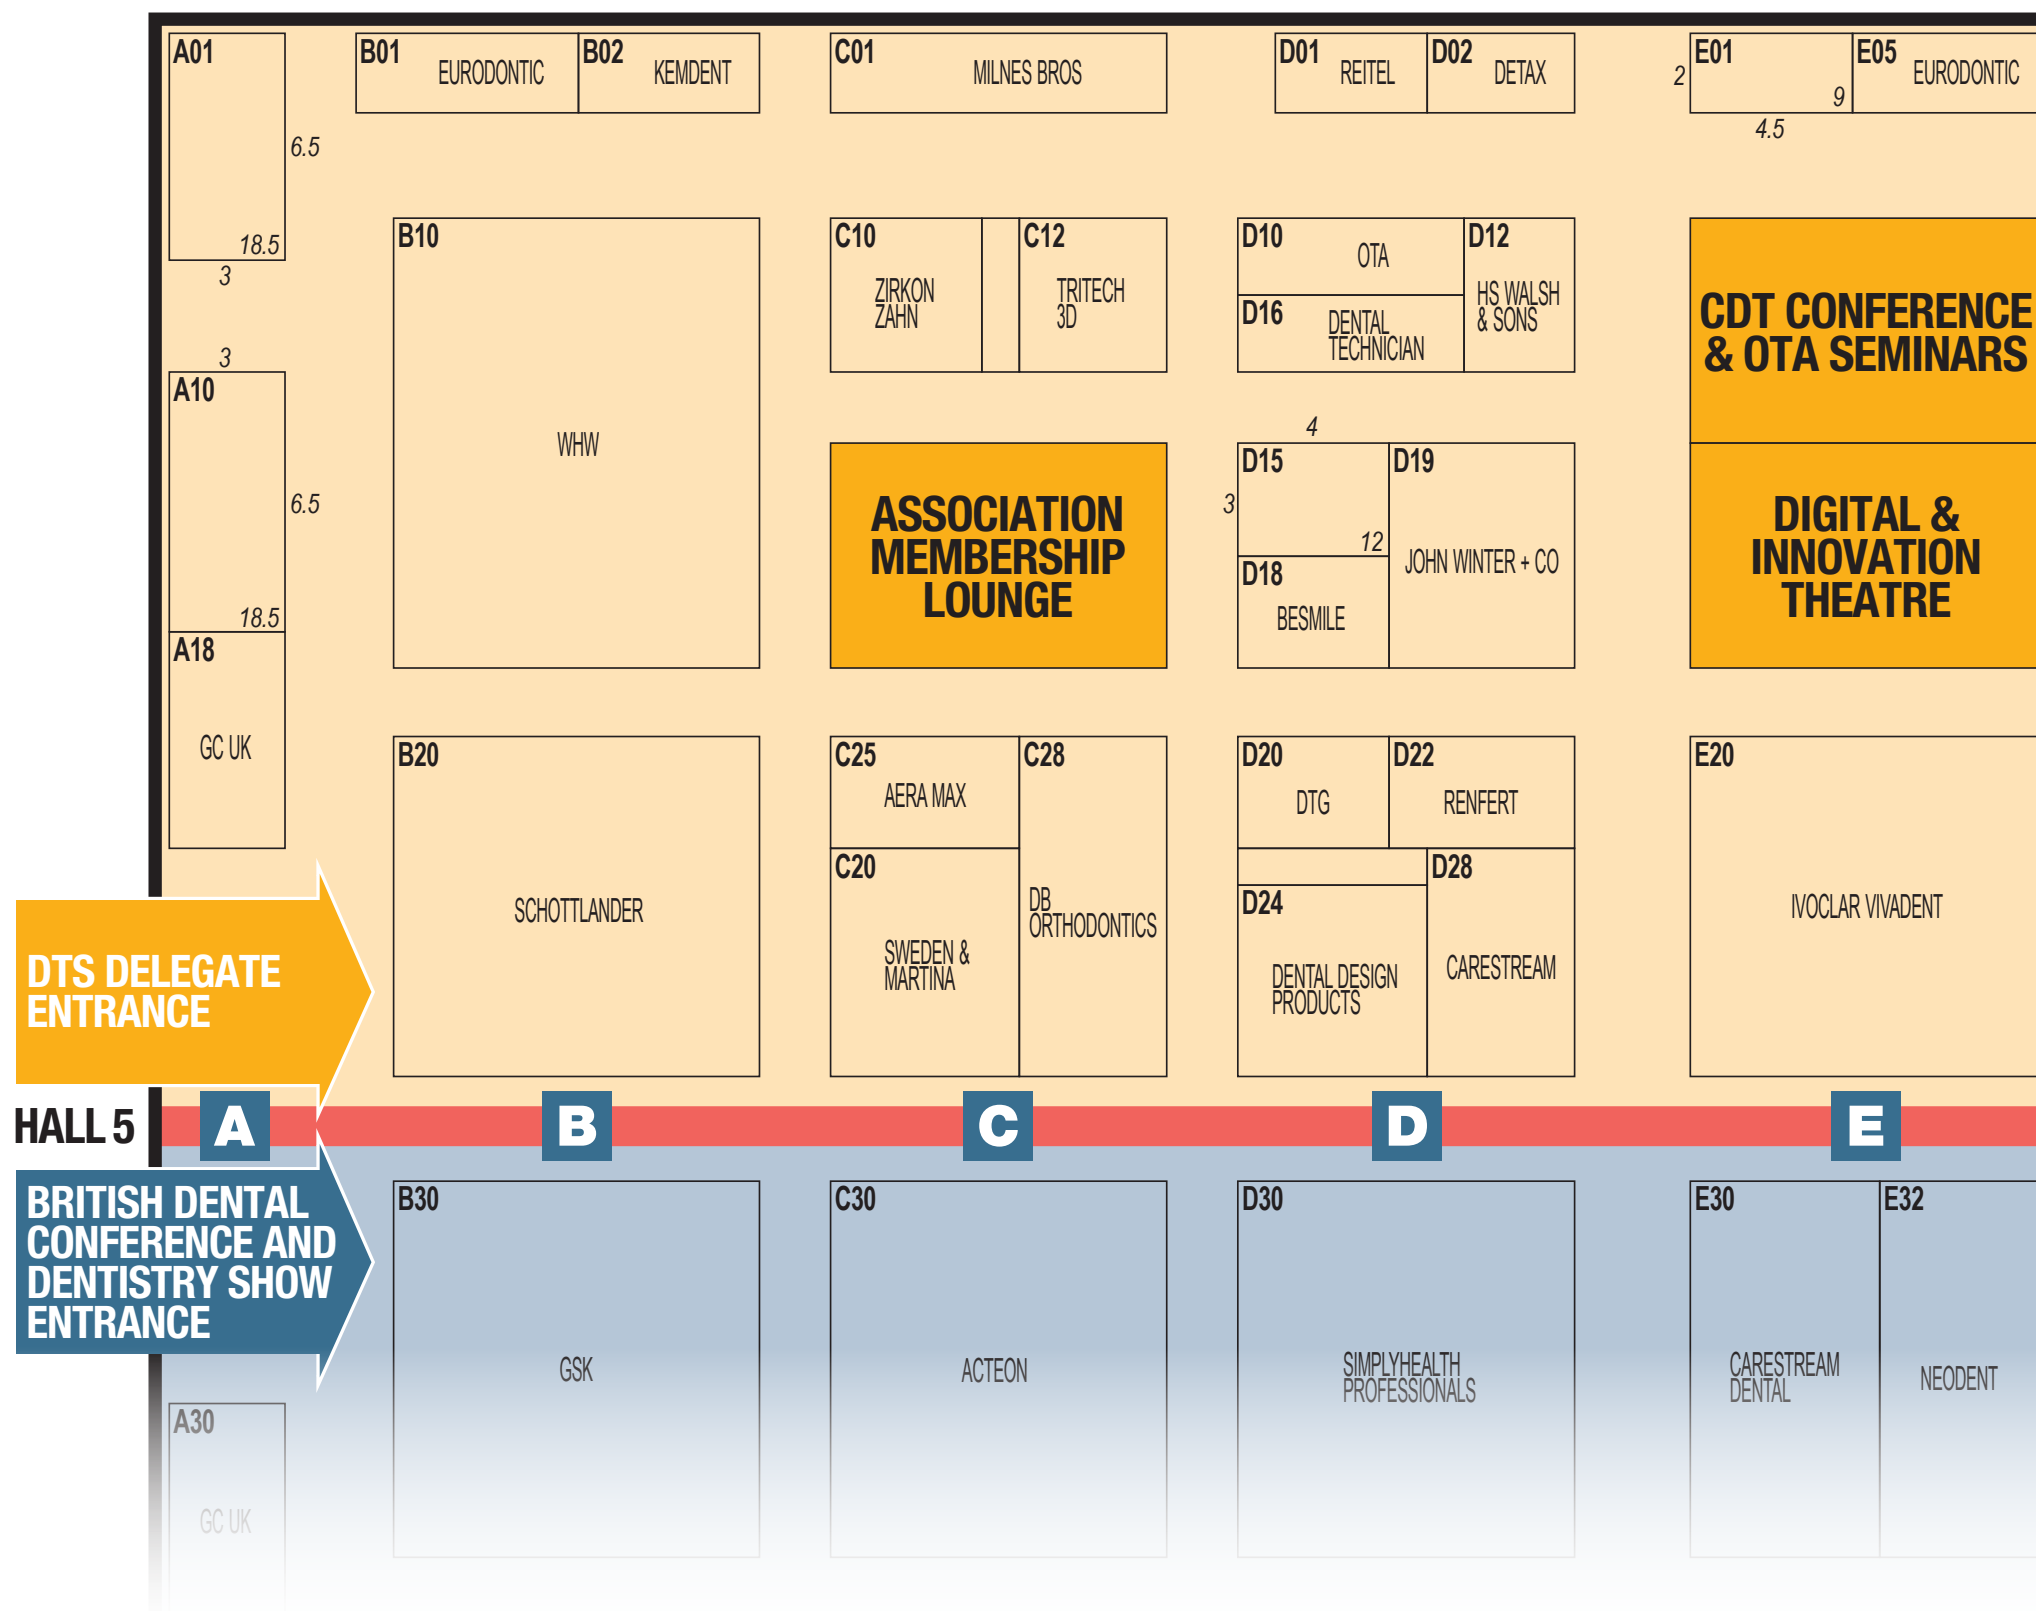 A01
B01
EURODONTIC
B02
KEMDENT
C01
MILNES BROS
D01
REITEL
D02
DETAX
2
E01
9
4.5
E05
EURODONTIC
6.5
18.5
3
B10
WHW
C10
ZIRKON
ZAHN
C12
TRITECH
3D
D10
OTA
D12
HS WALSH
& SONS
D16
DENTAL
TECHNICIAN
CDT CONFERENCE
& OTA SEMINARS
3
A10
6.5
18.5
ASSOCIATION
MEMBERSHIP
LOUNGE
4
D15
3
12
D19
JOHN WINTER + CO
D18
BESMILE
DIGITAL &
INNOVATION
THEATRE
A18
GC UK
B20
SCHOTTLANDER
C25
AERA MAX
C28
DB
ORTHODONTICS
C20
SWEDEN &
MARTINA
D20
DTG
D22
RENFERT
D24
DENTAL DESIGN
PRODUCTS
D28
CARESTREAM
E20
IVOCLAR VIVADENT
DTS DELEGATE
ENTRANCE
HALL 5
A
B
C
D
E
BRITISH DENTAL
CONFERENCE AND
DENTISTRY SHOW
ENTRANCE
B30
GSK
C30
ACTEON
D30
SIMPLYHEALTH
PROFESSIONALS
E30
CARESTREAM
DENTAL
E32
NEODENT
A30
GC UK